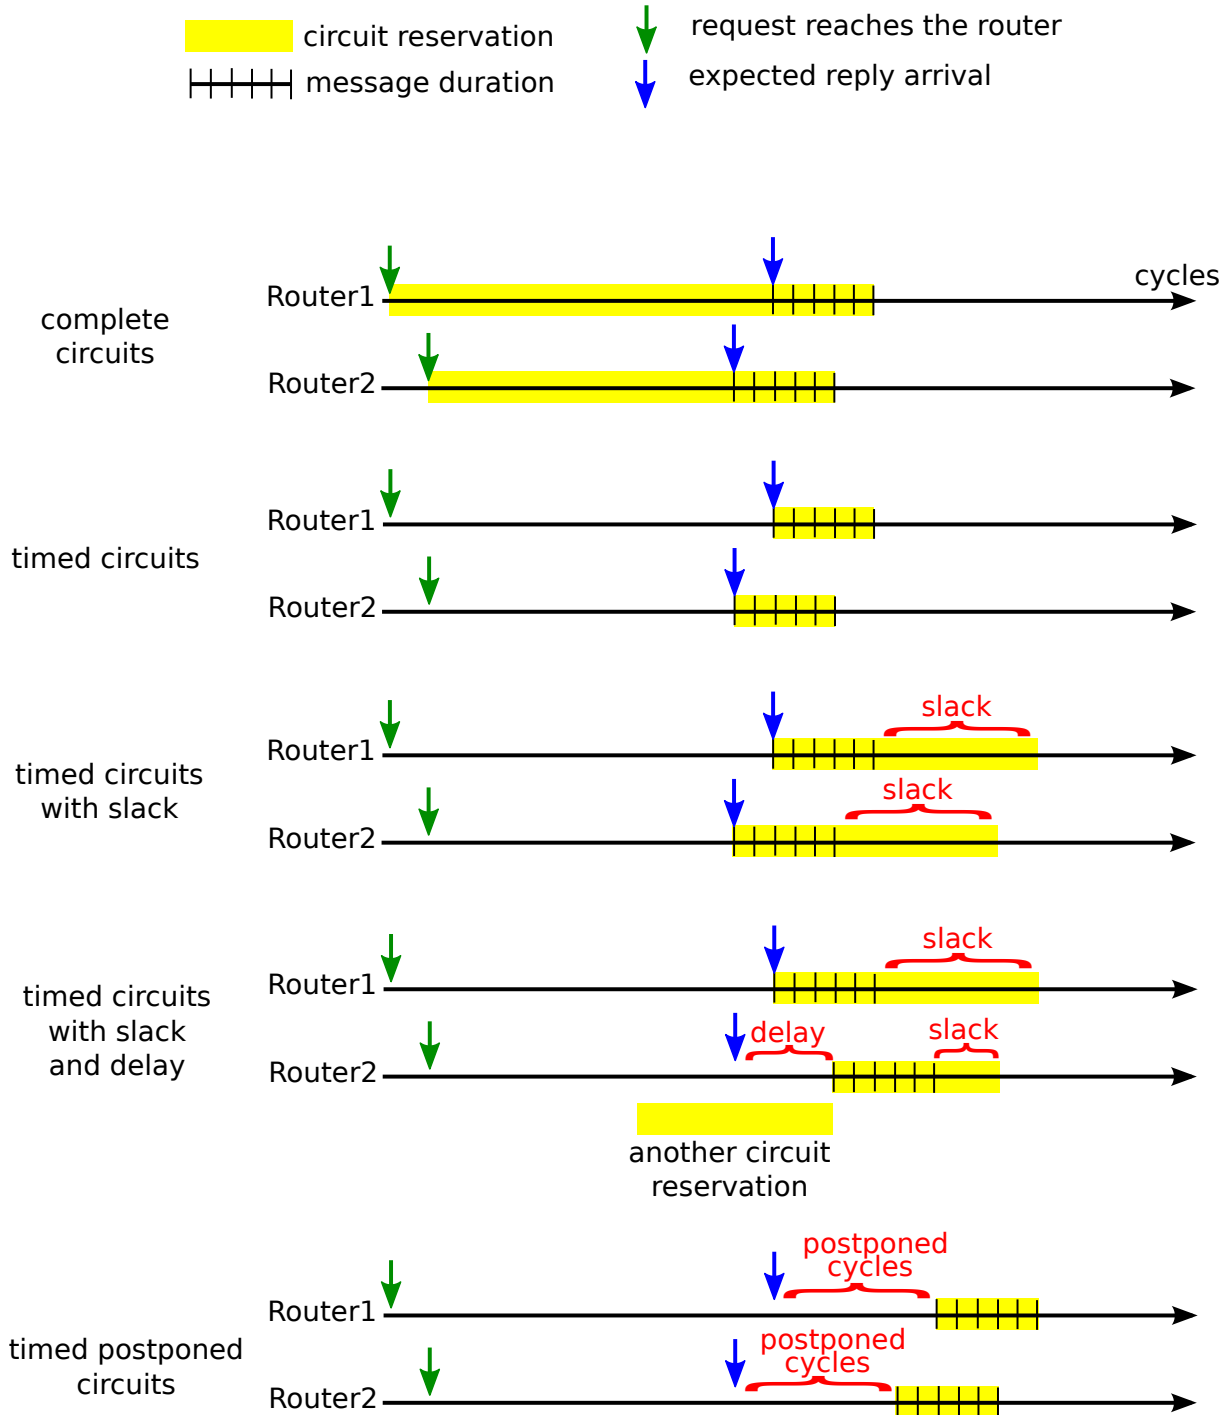 circuit reservation
request reaches the router
message duration
expected reply arrival
cycles
complete
circuits
Router1
Router2
timed circuits
Router1
Router2
timed circuits
with slack
slack
Router1
slack
Router2
timed circuits
with slack
and delay
slack
Router1
delay
slack
Router2
another circuit
reservation
timed postponed
circuits
postponed
cycles
Router1
postponed
cycles
Router2